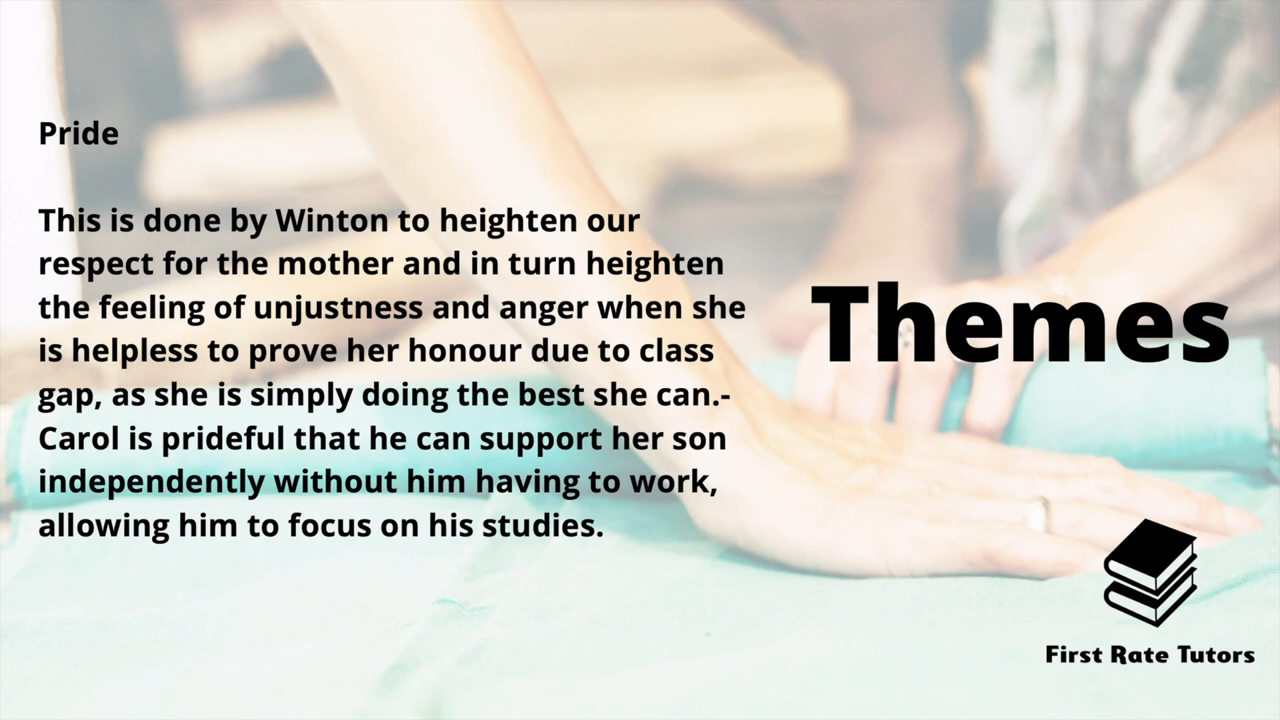 Pride
This is done by Winton to heighten our
respect for the mother and in turn heighten
the feeling of unjustness and anger when she
is helpless to prove her honour due to class
gap, as she is simply doing the best she can.-
Carol is prideful that he can support her son
independently without him having to work,
allowing him to focus on his studies.
Themes
First Rate Tutors